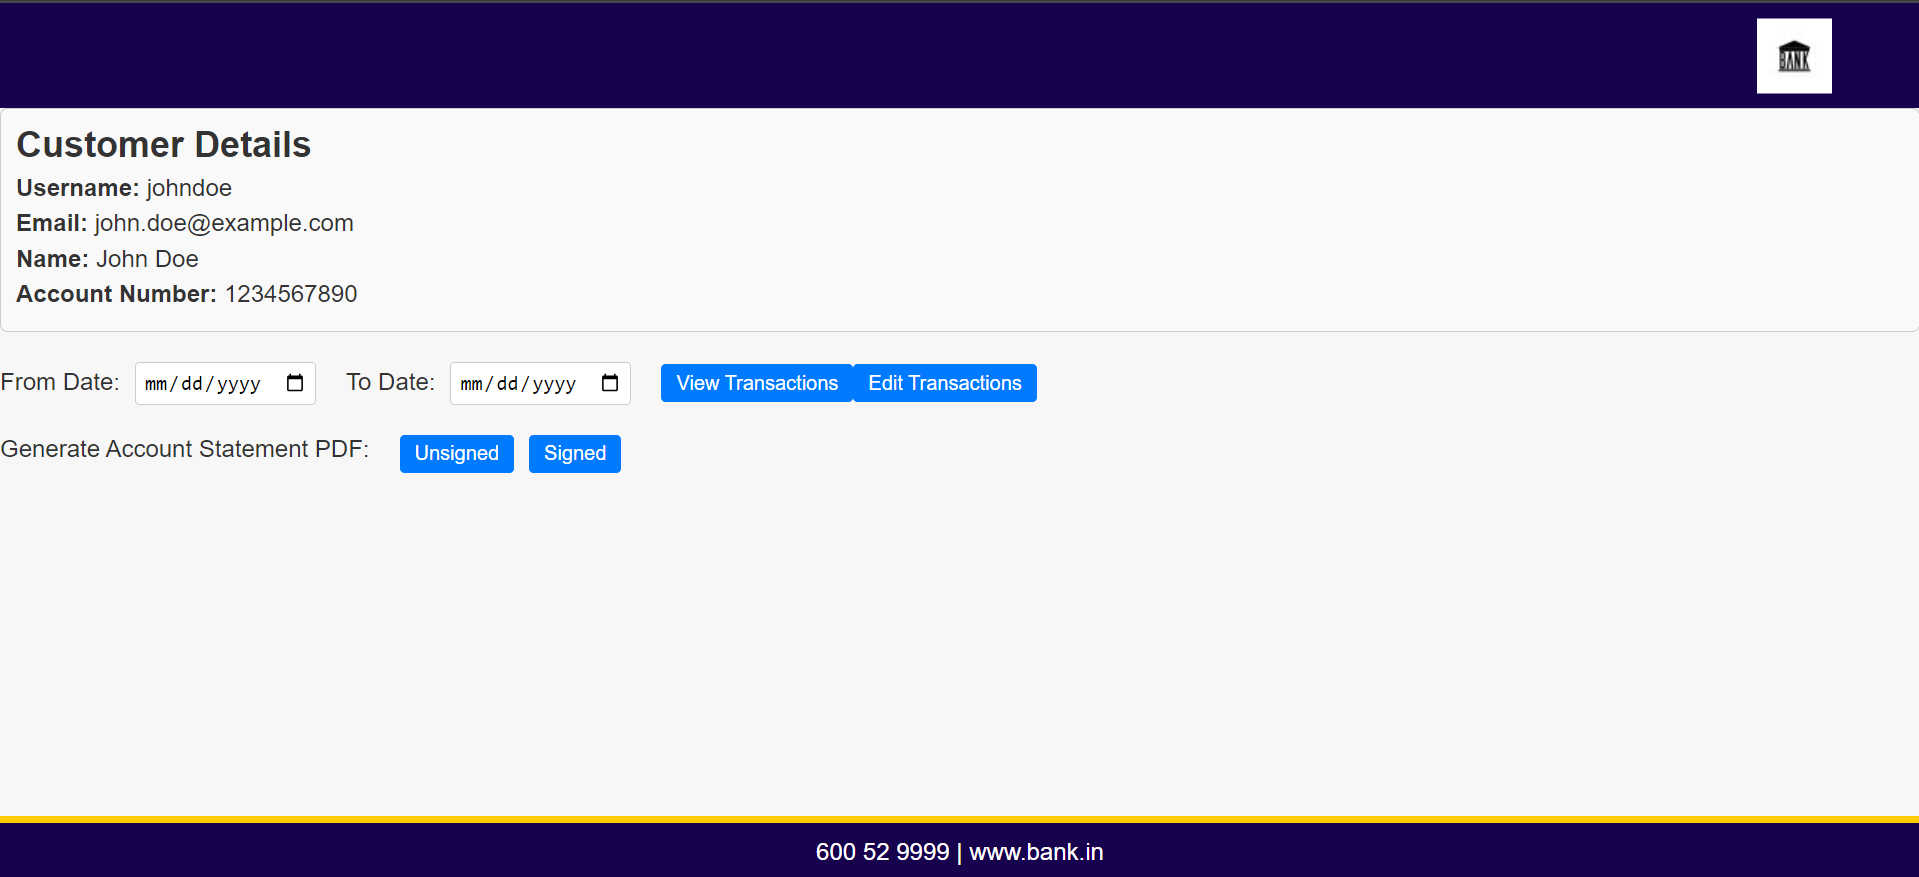 BANK
Customer Details
Username: johndoe
Email: john.doe@example.com
Name: John Doe
Account Number: 1234567890
From Date: mm/dd/yyyy To Date: mm/dd/yyyy View Transactions Edit Transactions
Generate Account Statement PDF: Unsigned Signed
600 52 9999 | www.bank.in